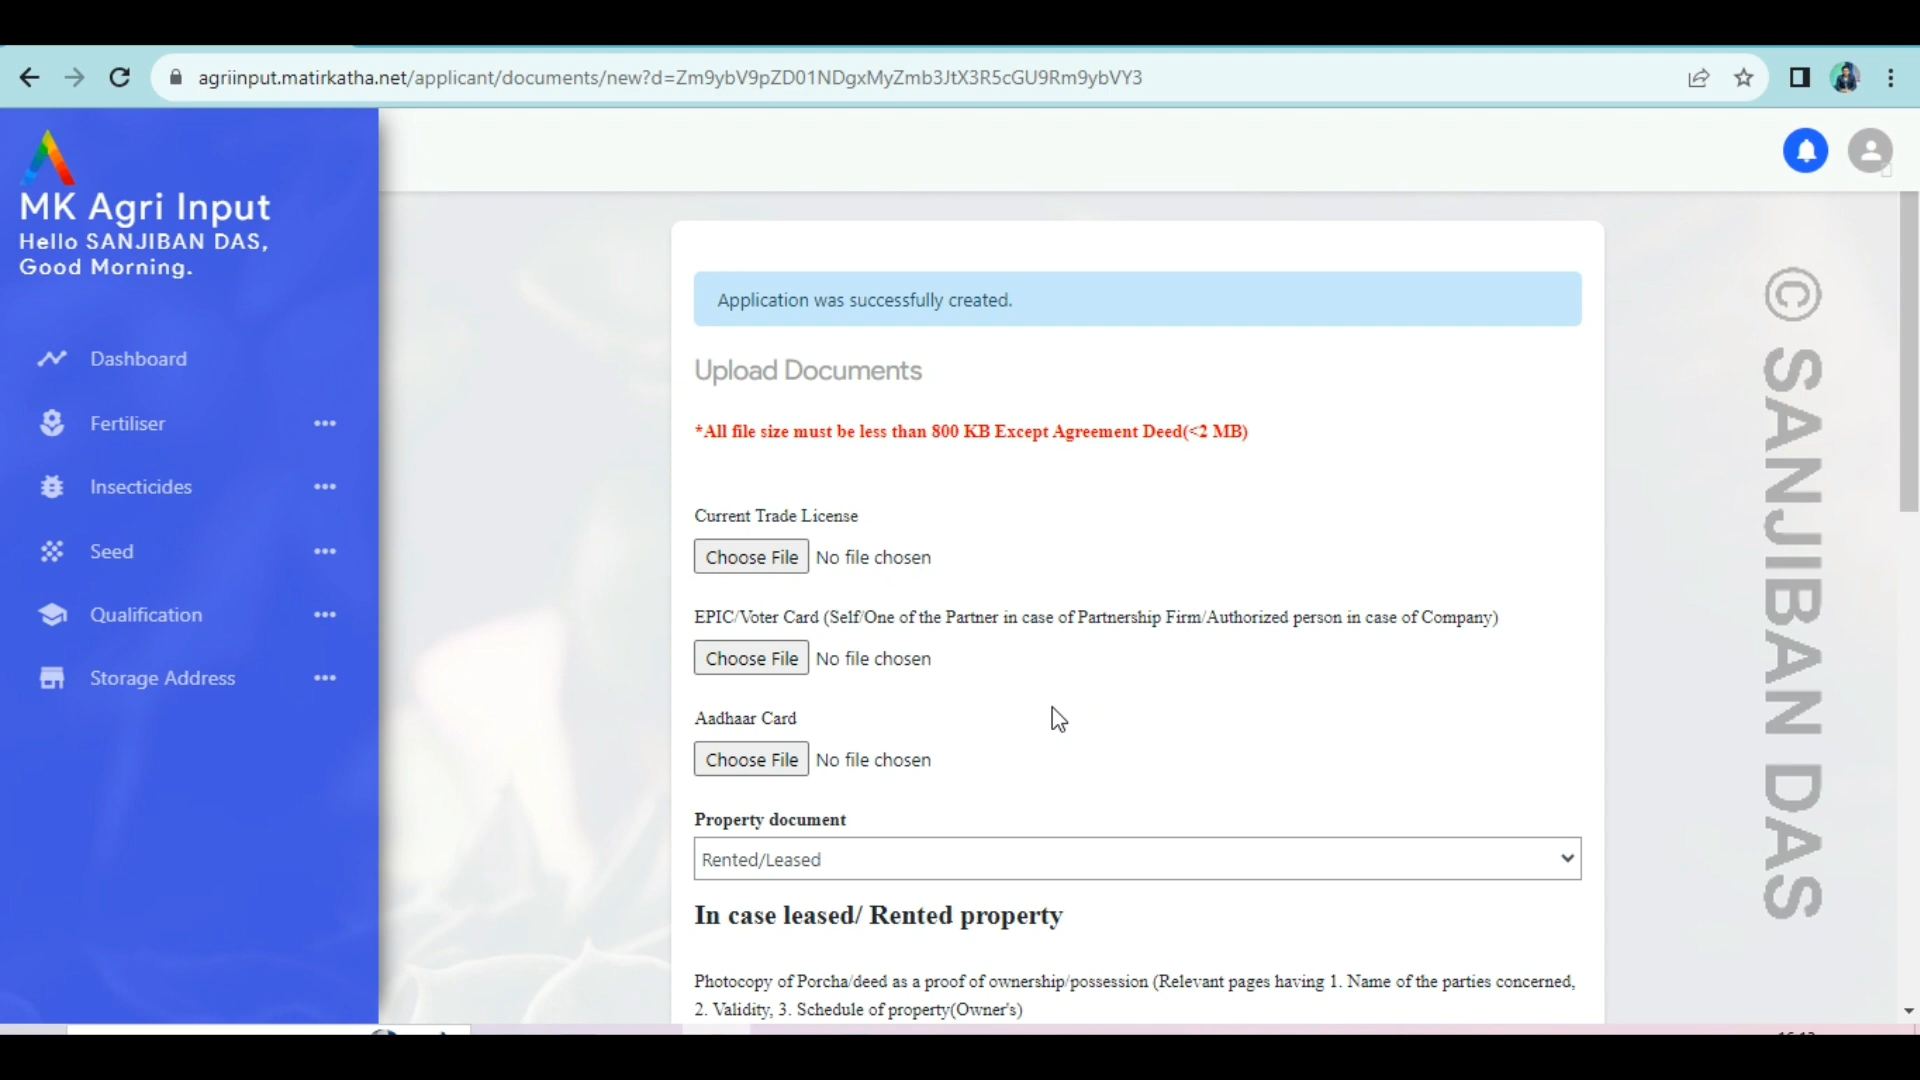 agriinput.matirkatha.net/applicant/documents/new?d=Zm9ybV9pZD01NDgxMyZmb3JtX3R5cGU9Rm9ybVY3
MK Agri Input
Hello SANJIBAN DAS,
Good Morning.
Dashboard
Fertiliser
Insecticides
Seed
Qualification
Storage Address
Application was successfully created.
Upload Documents
*All file size must be less than 800 KB Except Agreement Deed(<2 MB)
Current Trade License
Choose File No file chosen
EPIC/Voter Card (Self/One of the Partner in case of Partnership Firm/Authorized person in case of Company)
Choose File No file chosen
Aadhaar Card
Choose File No file chosen
Property document
Rented/Leased
In case leased/ Rented property
Photocopy of Porcha/deed as a proof of ownership/possession (Relevant pages having 1. Name of the parties concerned,
2. Validity, 3. Schedule of property(Owner's)
© SANJIBAN DAS